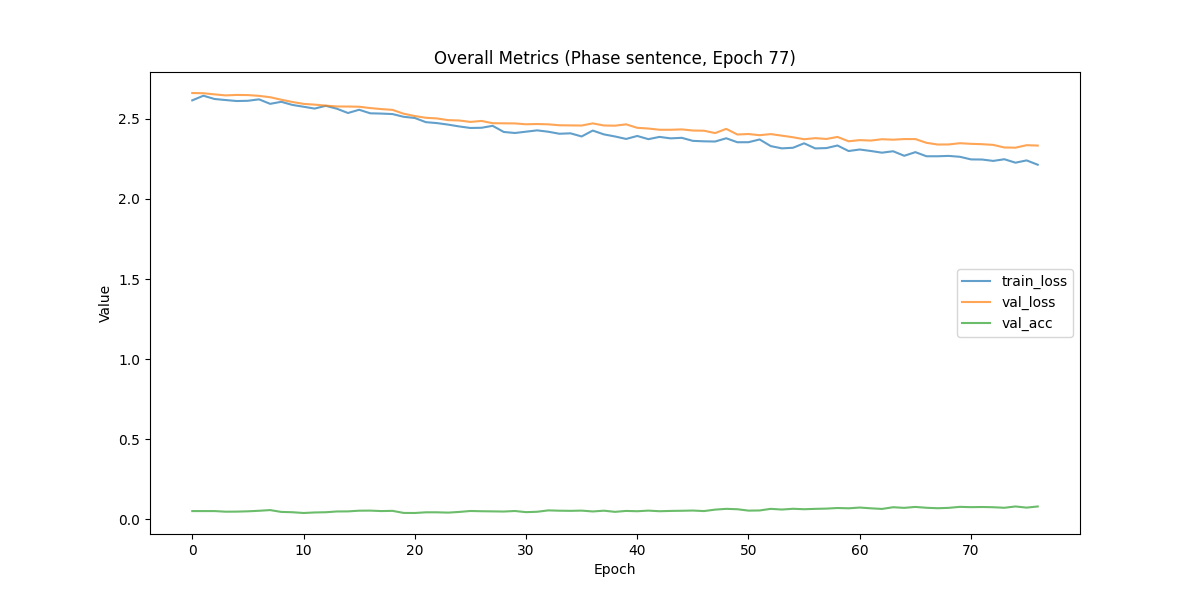 Overall Metrics (Phase sentence, Epoch 77)
2.5
2.0
1.5
1.0
0.5
0.0
Value
train_loss
val_loss
val_acc
0 10 20 30 40 50 60 70
Epoch